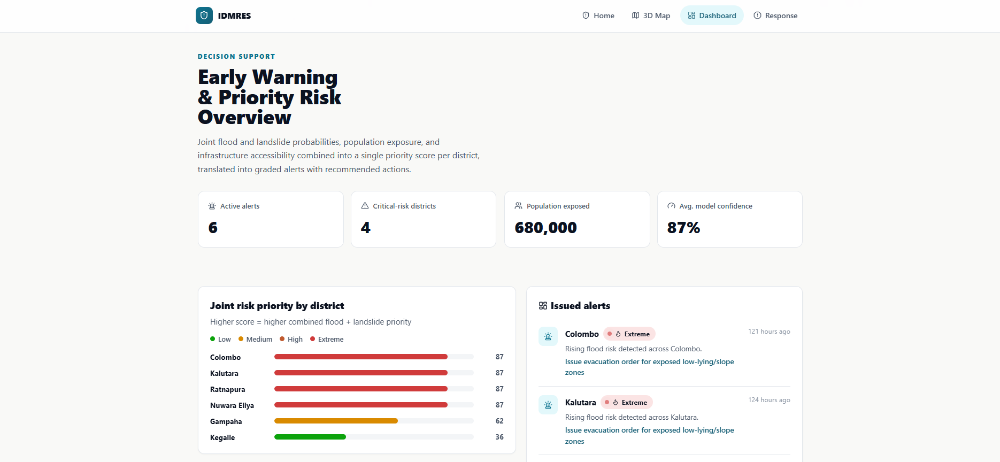 IDMRES
Home
3D Map
Dashboard
Response
DECISION SUPPORT
Early Warning
& Priority Risk
Overview
Joint flood and landslide probabilities, population exposure, and
infrastructure accessibility combined into a single priority score per district,
translated into graded alerts with recommended actions.
Active alerts
6
Critical-risk districts
4
Population exposed
680,000
Avg. model confidence
87%
Joint risk priority by district
Higher score = higher combined flood + landslide priority
Low Medium High Extreme
Colombo 87
Kalutara 87
Ratnapura 87
Nuwara Eliya 87
Gampaha 62
Kegalle 36
Issued alerts
Colombo Extreme 121 hours ago
Rising flood risk detected across Colombo.
Issue evacuation order for exposed low-lying/slope
zones
Kalutara Extreme 124 hours ago
Rising flood risk detected across Kalutara.
Issue evacuation order for exposed low-lying/slope
zones